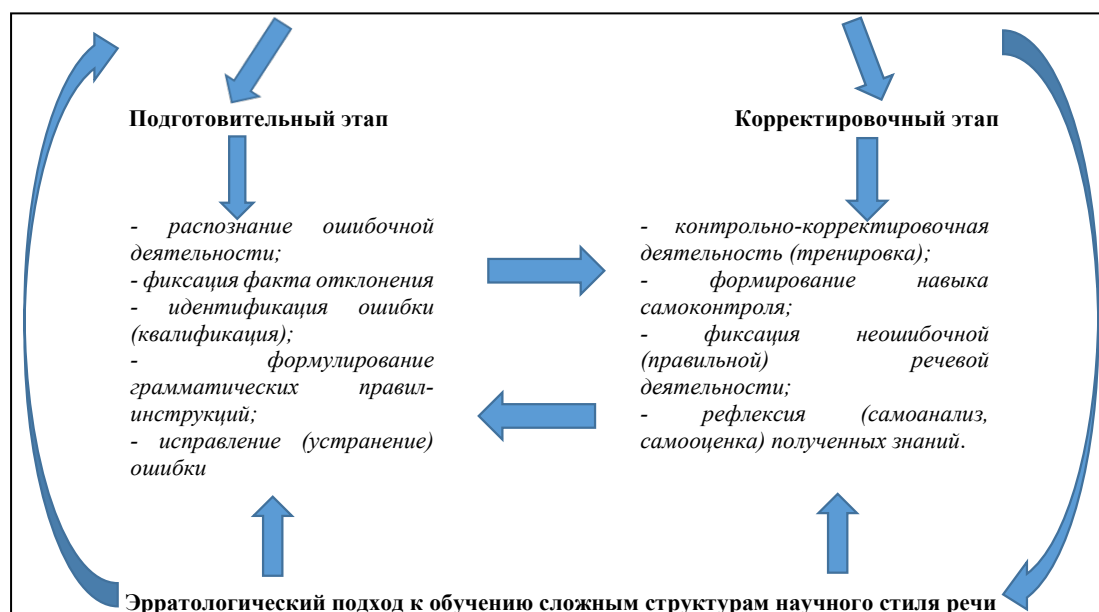 Подготовительный этап
- распознание ошибочной
деятельности;
- фиксация факта отклонения
- идентификация ошибки
(квалификация);
- формулирование
грамматических правил-
инструкций;
- исправление (устранение)
ошибки
Корректировочный этап
- контрольно-корректировочная
деятельность (тренировка);
- формирование навыка
самоконтроля;
- фиксация неошибочной
(правильной) речевой
деятельности;
- рефлексия (самоанализ,
самооценка) полученных знаний.
Эрратологический подход к обучению сложным структурам научного стиля речи